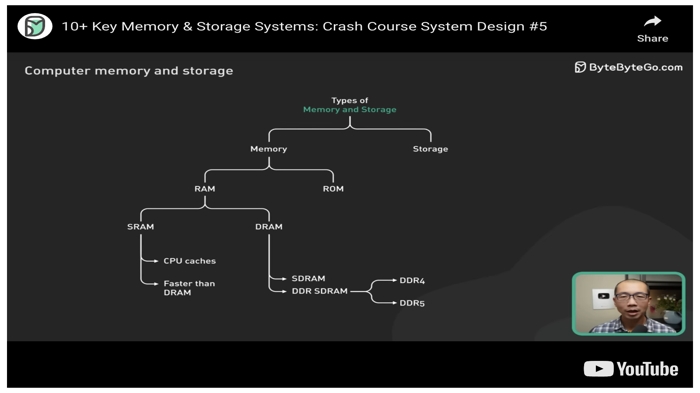 10+ Key Memory & Storage Systems: Crash Course System Design #5
Share
Computer memory and storage
ByteByteGo.com
Types of
Memory and Storage
Memory
Storage
RAM
ROM
SRAM
DRAM
CPU caches
Faster than
DRAM
SDRAM
DDR SDRAM
DDR4
DDR5
YouTube